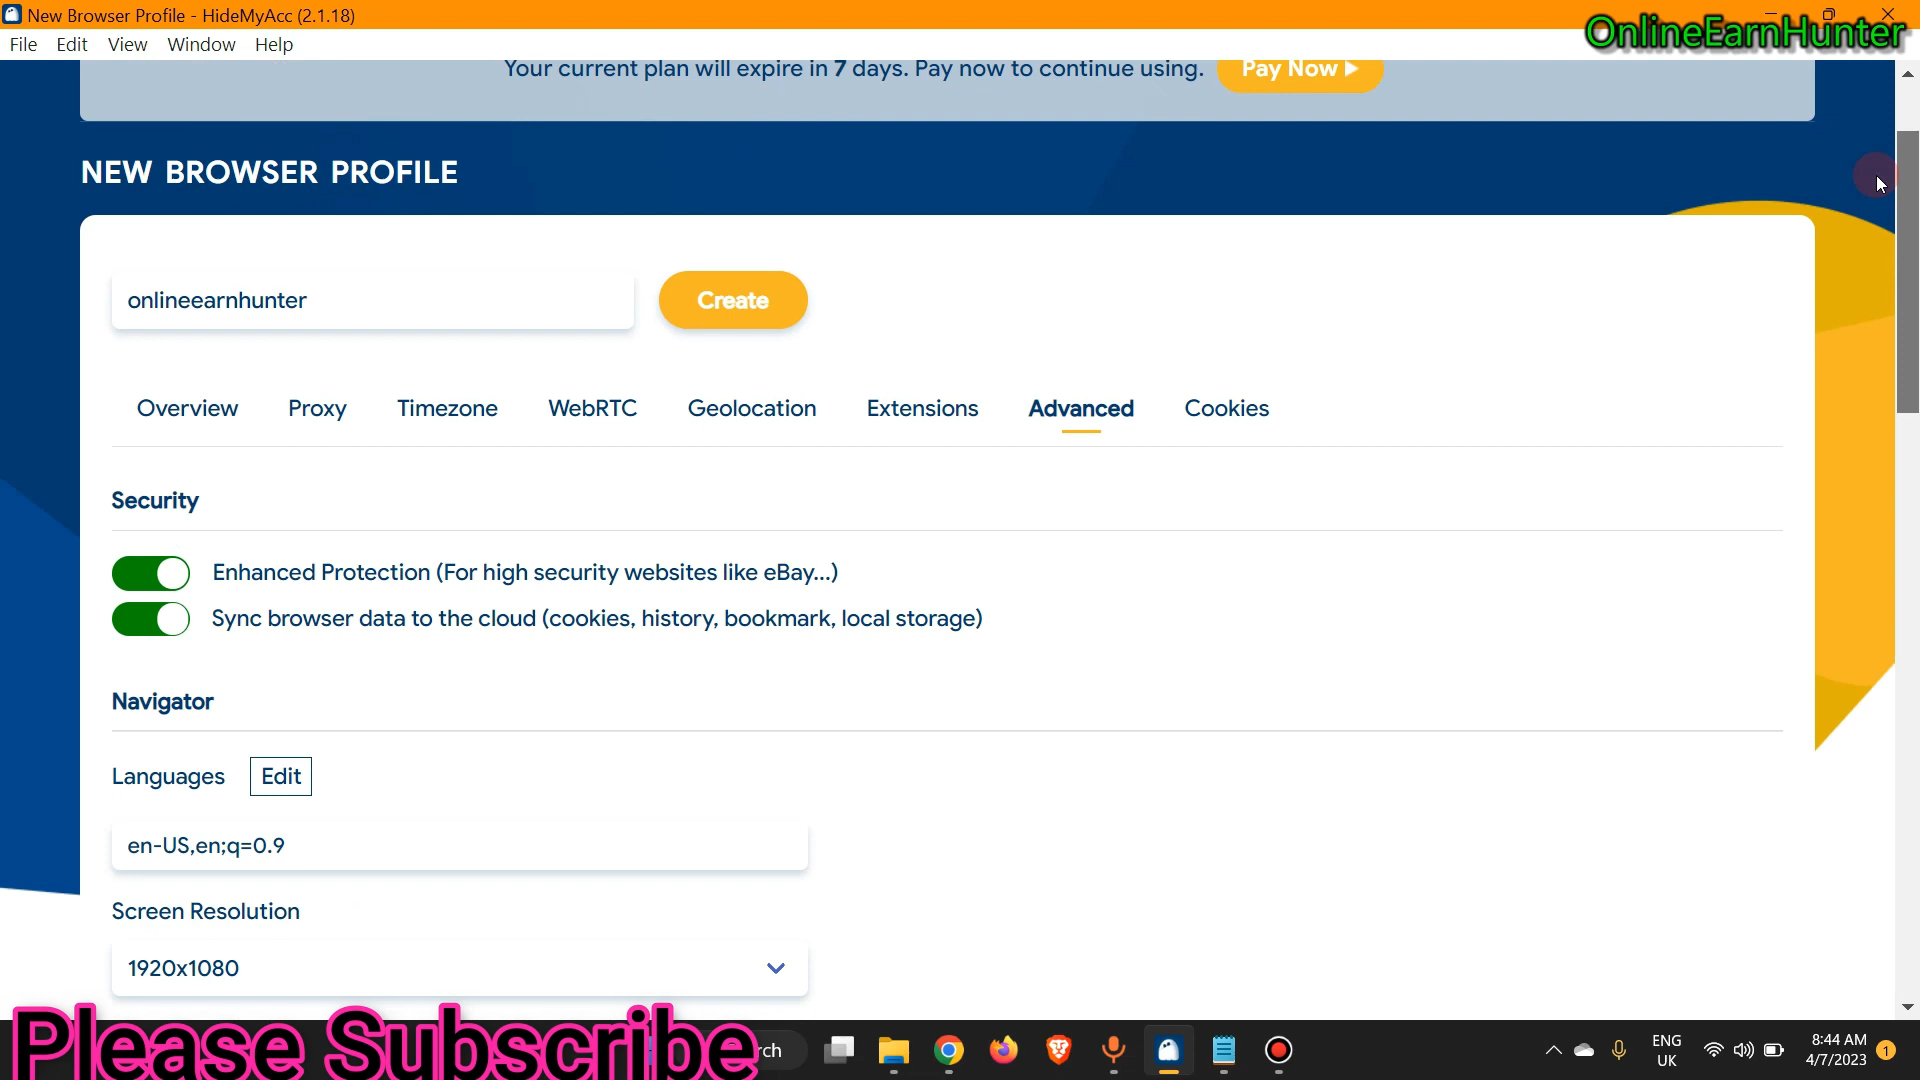 New Browser Profile - HideMyAcc (2.1.18)
OnlineEarnHunter
File Edit View Window Help
Your current plan will expire in 7 days. Pay now to continue using. Pay Now
NEW BROWSER PROFILE
onlineearnhunter Create
Overview Proxy Timezone WebRTC Geolocation Extensions Advanced Cookies
Security
Enhanced Protection (For high security websites like eBay...)
Sync browser data to the cloud (cookies, history, bookmark, local storage)
Navigator
Languages Edit
en-US,en;q=0.9
Screen Resolution
1920x1080
Please Subscribe
ENG
UK
8:44 AM
4/7/2023
1